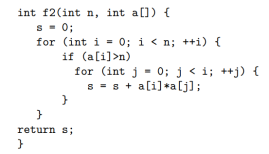 int f2(int n, int a[]) {
s = 0;
for (int i = 0; i < n; ++i) {
if (a[i]>n)
for (int j = 0; j < i; ++j) {
s = s + a[i]*a[j];
}
}
return s;
}